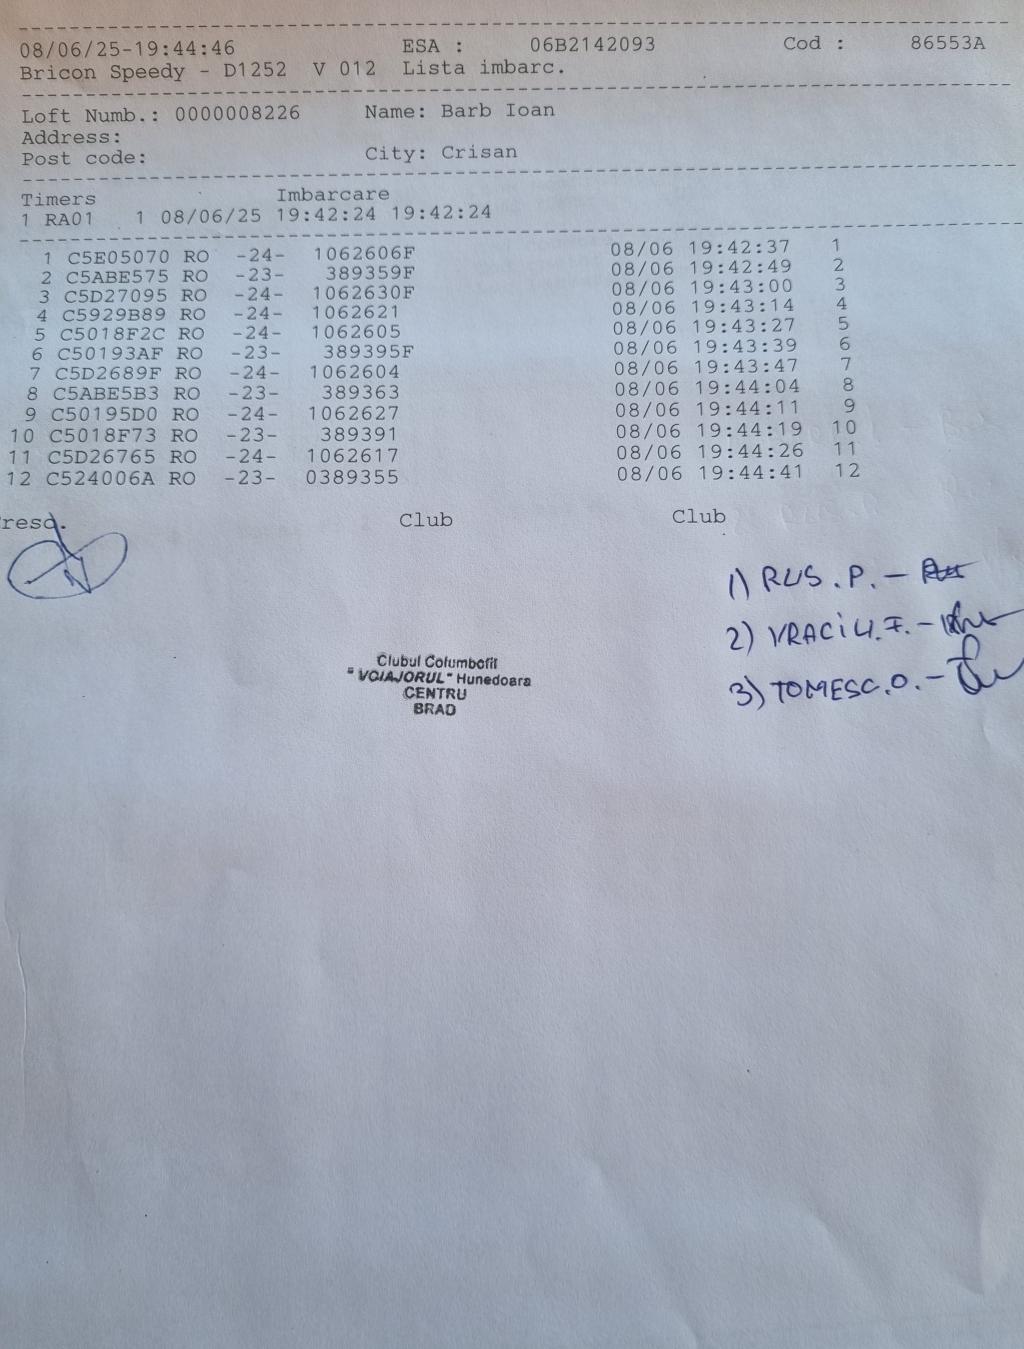 08/06/25-19:44:46 ESA : 06B2142093 Cod : 86553A
Bricon Speedy - D1252 V 012 Lista imbarc.
Loft Numb.: 0000008226 Name: Barb Ioan
Address:
Post code: City: Crisan
Timers Imbarcare
1 RA01 1 08/06/25 19:42:24 19:42:24
1 C5E05070 RO -24- 1062606F 08/06 19:42:37 1
2 C5ABE575 RO -23- 389359F 08/06 19:42:49 2
3 C5D27095 RO -24- 1062630F 08/06 19:43:00 3
4 C5929B89 RO -24- 1062621 08/06 19:43:14 4
5 C5018F2C RO -24- 1062605 08/06 19:43:27 5
6 C50193AF RO -23- 389395F 08/06 19:43:39 6
7 C5D2689F RO -24- 1062604 08/06 19:43:47 7
8 C5ABE5B3 RO -23- 389363 08/06 19:44:04 8
9 C50195D0 RO -24- 1062627 08/06 19:44:11 9
10 C5018F73 RO -23- 389391 08/06 19:44:19 10
11 C5D26765 RO -24- 1062617 08/06 19:44:26 11
12 C524006A RO -23- 0389355 08/06 19:44:41 12
resd. Club Club
1) RUS.P. -
2) VRACIU.F. -
3) TOMESC.O. -
Clubul Columbofil
"VOIAJORUL" Hunedoara
CENTRU
BRAD